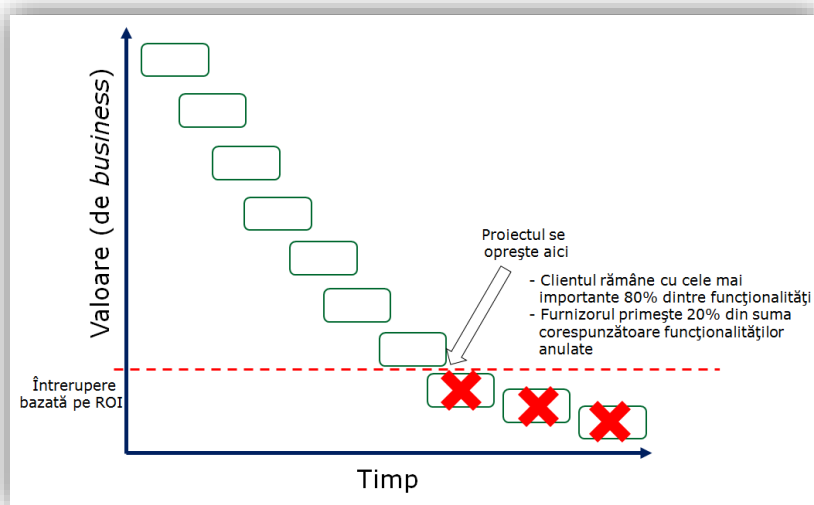 Valoare (de business)
Proiectul se
oprește aici
- Clientul rămâne cu cele mai
importante 80% dintre funcţionalităţi
- Furnizorul primeşte 20% din suma
corespunzătoare funcţionalităţilor
anulate
Întrerupere
bazată pe ROI
Timp